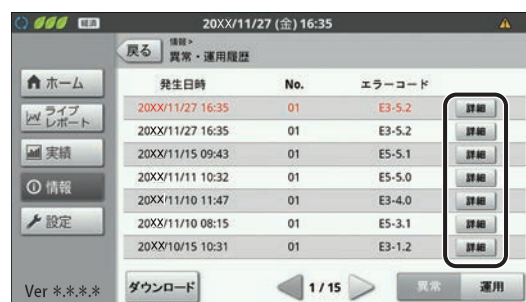 経済 20XX/11/27 (金) 16:35
戻る 情報>
異常・運用履歴
ホーム
ライブ
レポート
実績
情報
設定
Ver *.*.*.*
発生日時 No. エラーコード
20XX/11/27 16:35 01 E3-5.2 詳細
20XX/11/27 16:35 01 E3-5.2 詳細
20XX/11/15 09:43 01 E5-5.1 詳細
20XX/11/11 10:32 01 E5-5.0 詳細
20XX/11/10 11:47 01 E3-4.0 詳細
20XX/11/10 08:15 01 E5-3.1 詳細
20XX/10/15 10:31 01 E3-1.2 詳細
ダウンロード 1 / 15 異常 運用